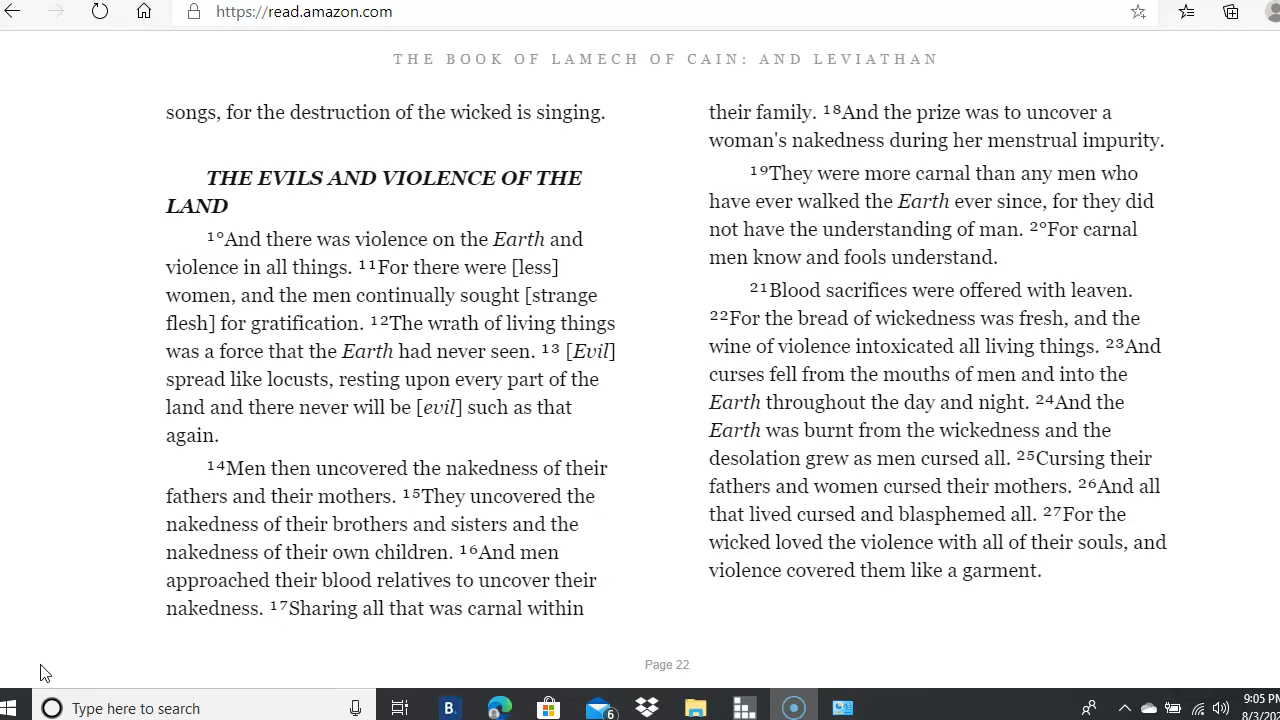 https://read.amazon.com
THE BOOK OF LAMECH OF CAIN: AND LEVIATHAN
songs, for the destruction of the wicked is singing.
THE EVILS AND VIOLENCE OF THE
LAND
¹⁰And there was violence on the Earth and
violence in all things. ¹¹For there were [less]
women, and the men continually sought [strange
flesh] for gratification. ¹²The wrath of living things
was a force that the Earth had never seen. ¹³ [Evil]
spread like locusts, resting upon every part of the
land and there never will be [evil] such as that
again.
¹⁴Men then uncovered the nakedness of their
fathers and their mothers. ¹⁵They uncovered the
nakedness of their brothers and sisters and the
nakedness of their own children. ¹⁶And men
approached their blood relatives to uncover their
nakedness. ¹⁷Sharing all that was carnal within
their family. ¹⁸And the prize was to uncover a
woman's nakedness during her menstrual impurity.
¹⁹They were more carnal than any men who
have ever walked the Earth ever since, for they did
not have the understanding of man. ²⁰For carnal
men know and fools understand.
²¹Blood sacrifices were offered with leaven.
²²For the bread of wickedness was fresh, and the
wine of violence intoxicated all living things. ²³And
curses fell from the mouths of men and into the
Earth throughout the day and night. ²⁴And the
Earth was burnt from the wickedness and the
desolation grew as men cursed all. ²⁵Cursing their
fathers and women cursed their mothers. ²⁶And all
that lived cursed and blasphemed all. ²⁷For the
wicked loved the violence with all of their souls, and
violence covered them like a garment.
Page 22
Type here to search
B.
6
9:05 PM